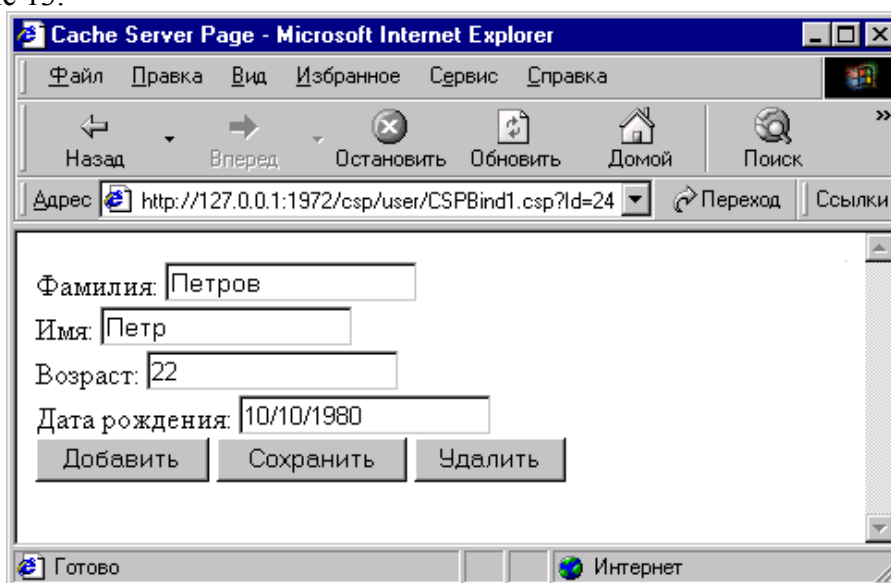 13.
Cache Server Page - Microsoft Internet Explorer
Файл Правка Вид Избранное Сервис Справка
»
Назад Вперед Остановить Обновить Домой Поиск
Адрес http://127.0.0.1:1972/csp/user/CSPBind1.csp?Id=24 Переход Ссылки
Фамилия: Петров
Имя: Петр
Возраст: 22
Дата рождения: 10/10/1980
Добавить Сохранить Удалить
Готово Интернет